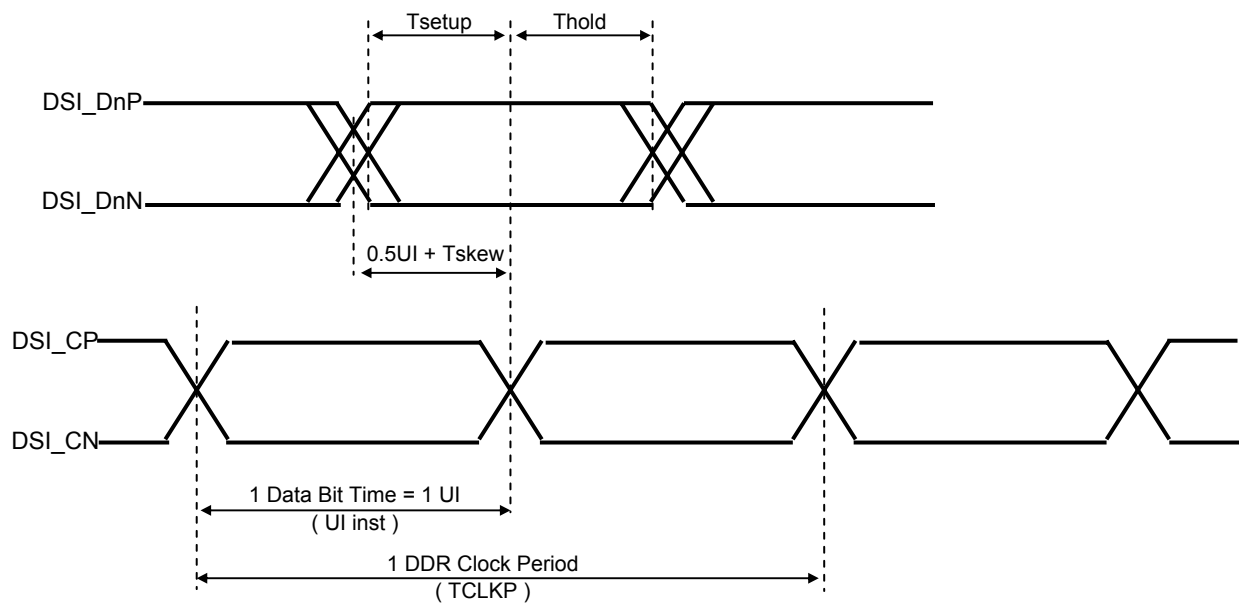 Tsetup
Thold
DSI_DnP
DSI_DnN
0.5UI + Tskew
DSI_CP
DSI_CN
1 Data Bit Time = 1 UI
( UI inst )
1 DDR Clock Period
( TCLKP )